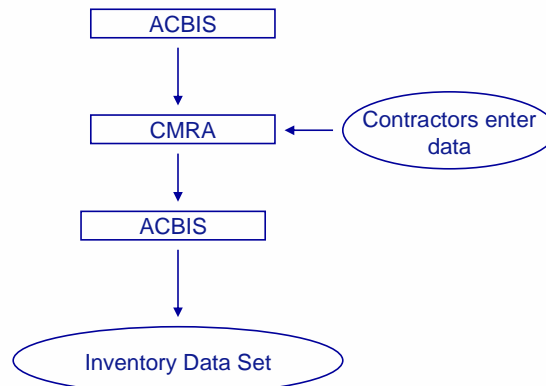 ACBIS
CMRA
Contractors enter
data
ACBIS
Inventory Data Set